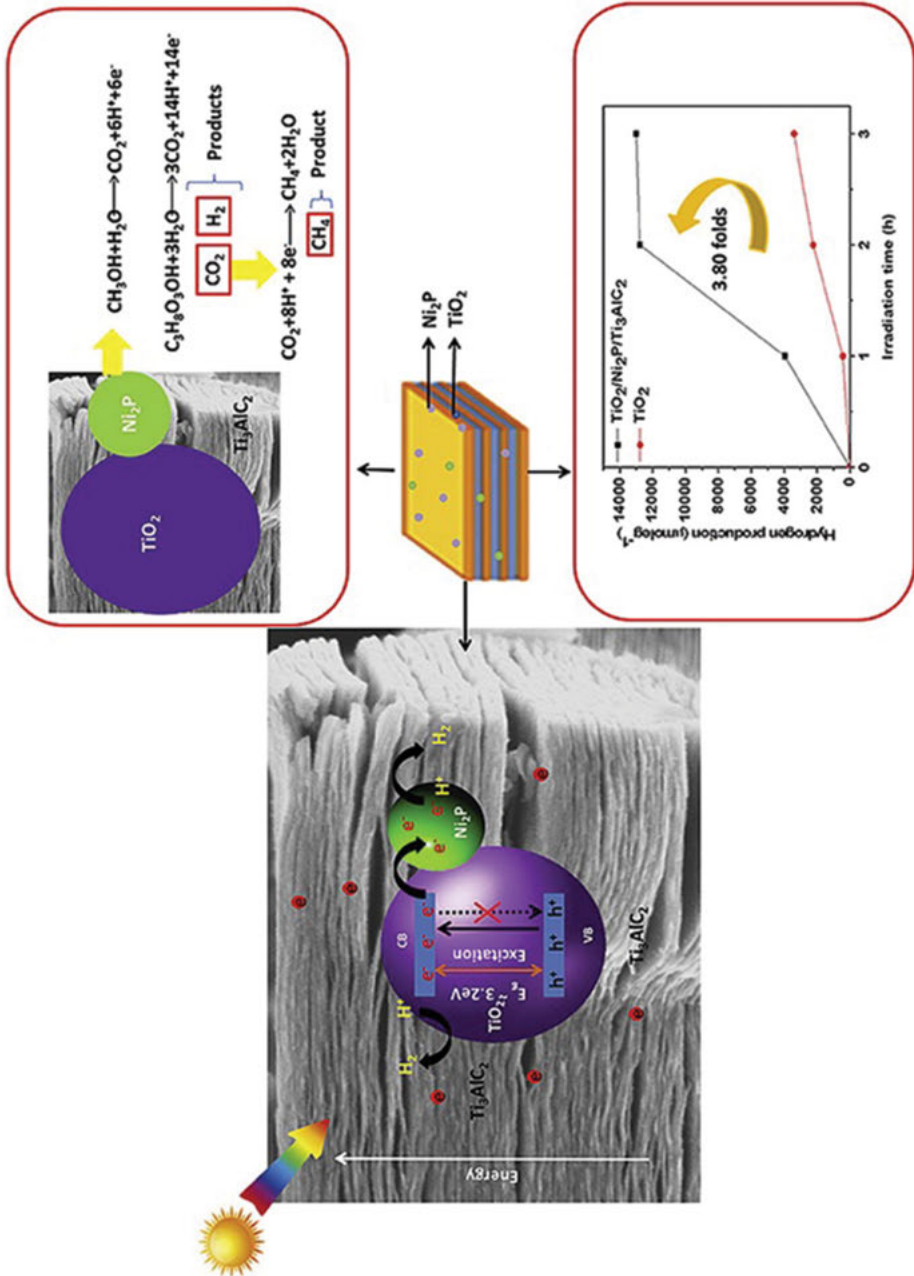 TiO₂
Ni₂P
Ti₃AlC₂
CH₃OH+H₂O⟶CO₂+6H⁺+6e⁻
C₃H₈O₃OH+3H₂O⟶3CO₂+14H⁺+14e⁻
CO₂ H₂ Products
CO₂+8H⁺ + 8e⁻⟶CH₄+2H₂O
CH₄ Product
Energy
H₂
H⁺
Ti₃AlC₂
CB
e⁻ e⁻ e⁻
TiO₂
E_g 3.2eV
Excitation
h⁺ h⁺ h⁺
VB
e⁻ e⁻ e⁻
H⁺
H₂
Ni₂P
Ti₃AlC₂
e
e
e
e
e
e
Ni₂P
TiO₂
Hydrogen production (μmoleg⁻¹)
14000
12000
10000
8000
6000
4000
2000
0
TiO₂/Ni₂P/Ti₃AlC₂
TiO₂
3.80 folds
0 1 2 3
Irradiation time (h)